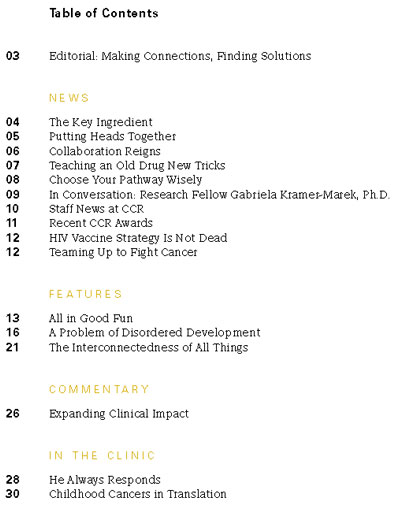 Table of Contents
03 Editorial: Making Connections, Finding Solutions
NEWS
04 The Key Ingredient
05 Putting Heads Together
06 Collaboration Reigns
07 Teaching an Old Drug New Tricks
08 Choose Your Pathway Wisely
09 In Conversation: Research Fellow Gabriela Kramer-Marek, Ph.D.
10 Staff News at CCR
11 Recent CCR Awards
12 HIV Vaccine Strategy Is Not Dead
12 Teaming Up to Fight Cancer
FEATURES
13 All in Good Fun
16 A Problem of Disordered Development
21 The Interconnectedness of All Things
COMMENTARY
26 Expanding Clinical Impact
IN THE CLINIC
28 He Always Responds
30 Childhood Cancers in Translation